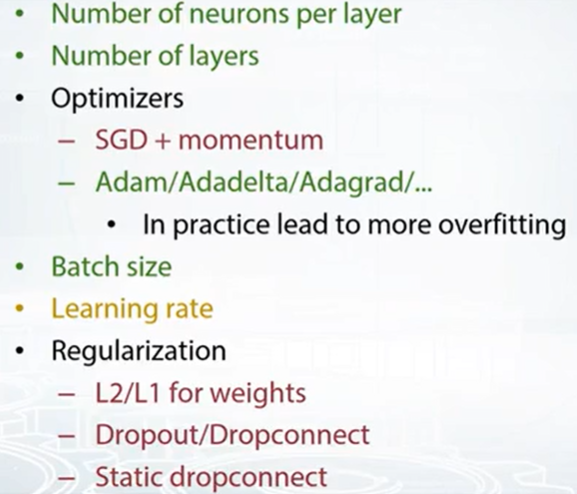 • Number of neurons per layer
• Number of layers
• Optimizers
– SGD + momentum
– Adam/Adadelta/Adagrad/...
• In practice lead to more overfitting
• Batch size
• Learning rate
• Regularization
– L2/L1 for weights
– Dropout/Dropconnect
– Static dropconnect